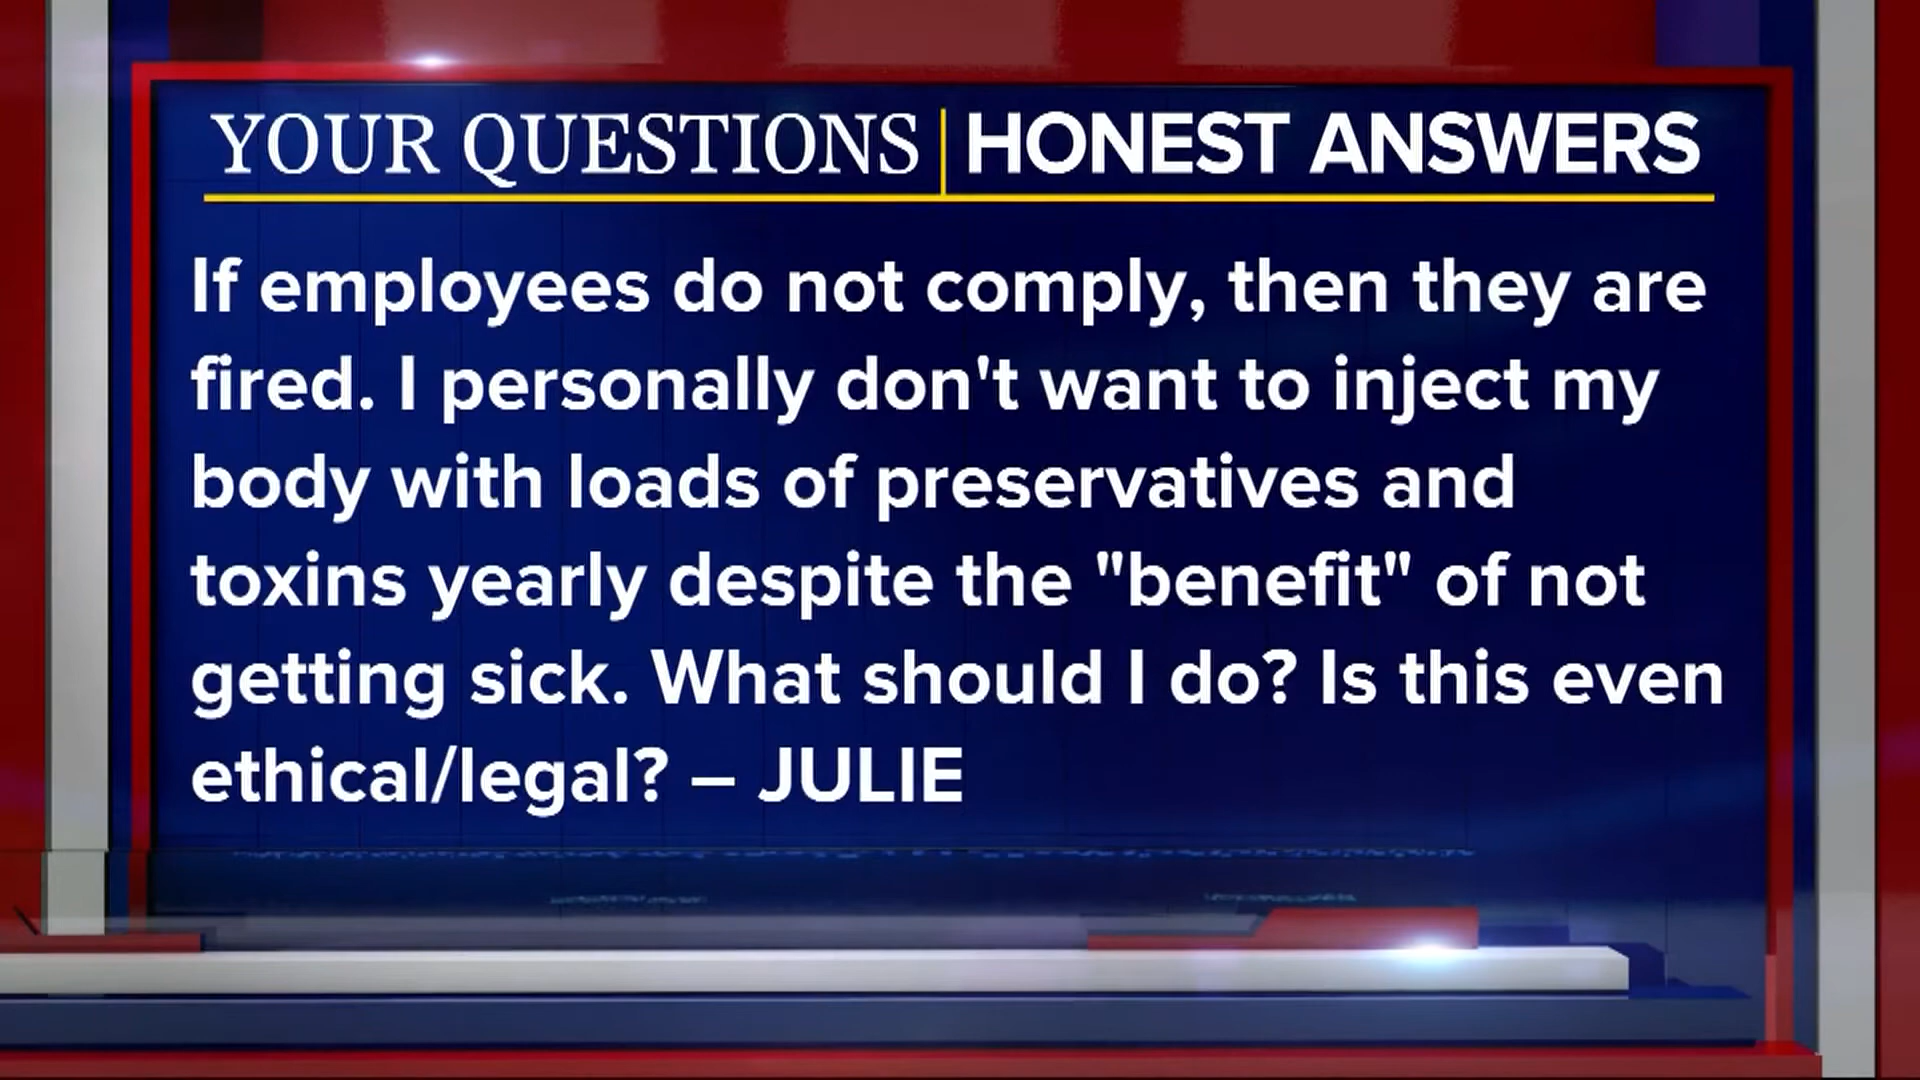 YOUR QUESTIONS | HONEST ANSWERS
If employees do not comply, then they are
fired. I personally don't want to inject my
body with loads of preservatives and
toxins yearly despite the "benefit" of not
getting sick. What should I do? Is this even
ethical/legal? – JULIE